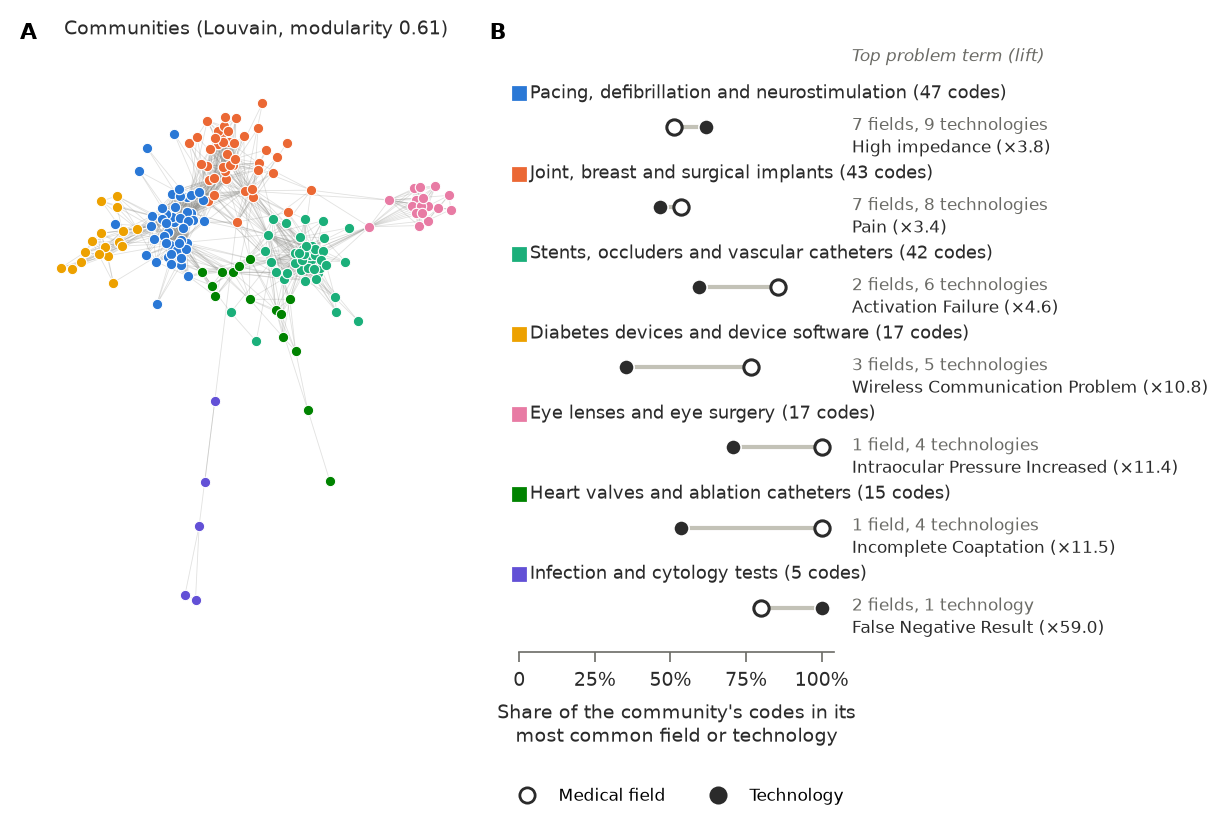 A
Communities (Louvain, modularity 0.61)
B
Top problem term (lift)
Pacing, defibrillation and neurostimulation (47 codes)
7 fields, 9 technologies
High impedance (×3.8)
Joint, breast and surgical implants (43 codes)
7 fields, 8 technologies
Pain (×3.4)
Stents, occluders and vascular catheters (42 codes)
2 fields, 6 technologies
Activation Failure (×4.6)
Diabetes devices and device software (17 codes)
3 fields, 5 technologies
Wireless Communication Problem (×10.8)
Eye lenses and eye surgery (17 codes)
1 field, 4 technologies
Intraocular Pressure Increased (×11.4)
Heart valves and ablation catheters (15 codes)
1 field, 4 technologies
Incomplete Coaptation (×11.5)
Infection and cytology tests (5 codes)
2 fields, 1 technology
False Negative Result (×59.0)
0 25% 50% 75% 100%
Share of the community's codes in its
most common field or technology
Medical field Technology